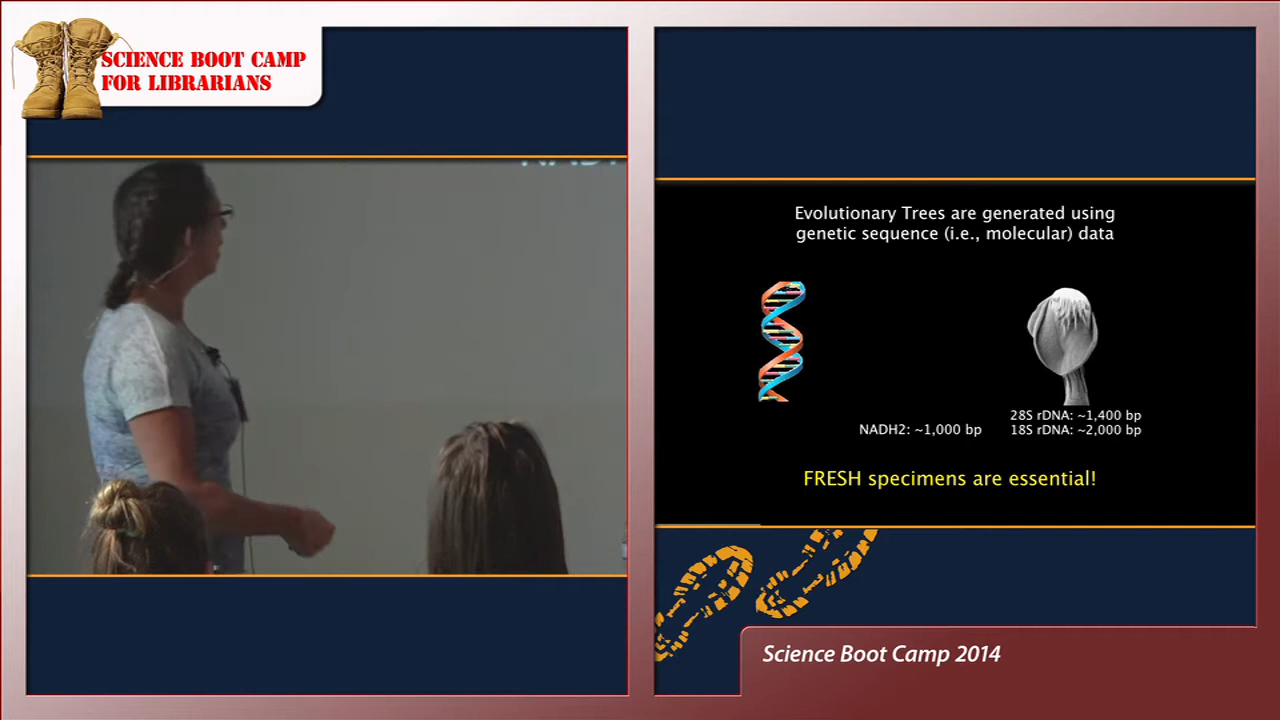 SCIENCE BOOT CAMP
FOR LIBRARIANS
Evolutionary Trees are generated using
genetic sequence (i.e., molecular) data
NADH2: ~1,000 bp
28S rDNA: ~1,400 bp
18S rDNA: ~2,000 bp
FRESH specimens are essential!
Science Boot Camp 2014